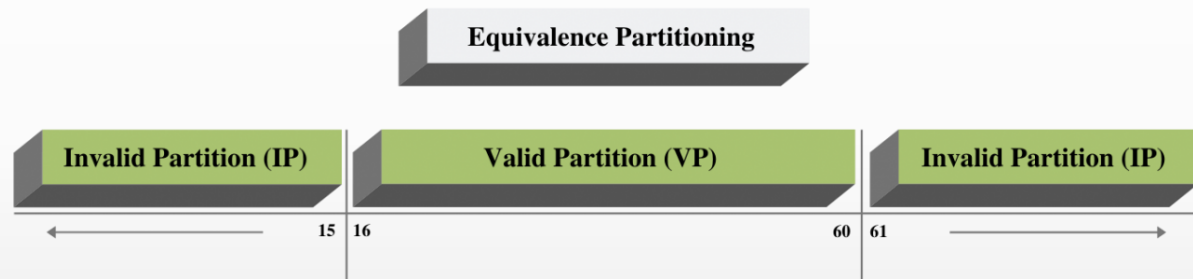 Equivalence Partitioning
Invalid Partition (IP)
Valid Partition (VP)
Invalid Partition (IP)
15
16
60
61